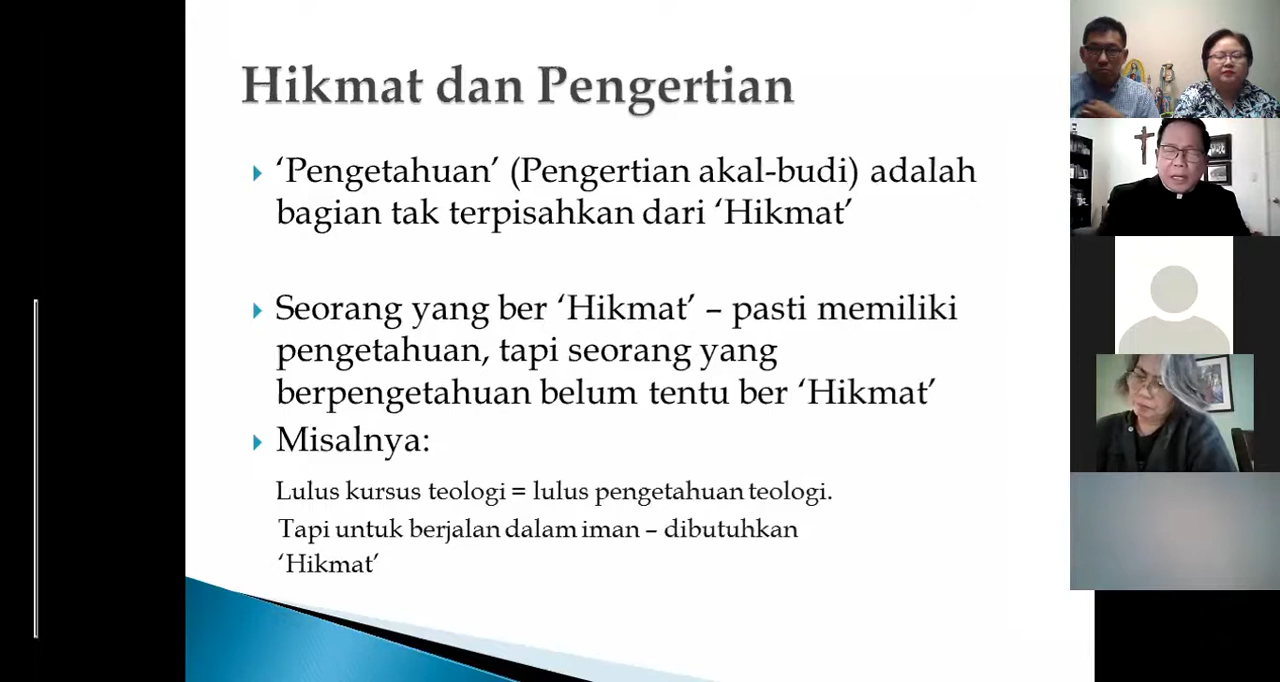 Hikmat dan Pengertian
‘Pengetahuan’ (Pengertian akal-budi) adalah
bagian tak terpisahkan dari ‘Hikmat’
Seorang yang ber ‘Hikmat’ – pasti memiliki
pengetahuan, tapi seorang yang
berpengetahuan belum tentu ber ‘Hikmat’
Misalnya:
Lulus kursus teologi = lulus pengetahuan teologi.
Tapi untuk berjalan dalam iman – dibutuhkan
‘Hikmat’